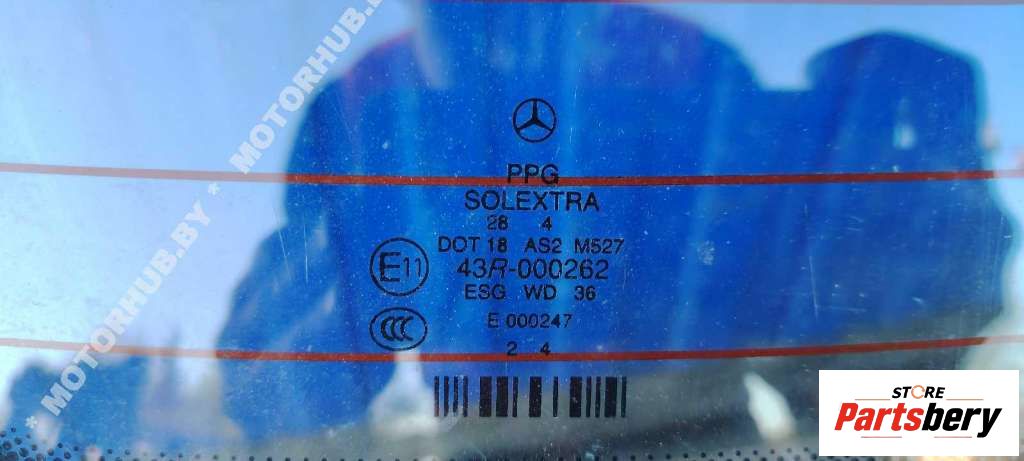 * MOTORHUB.BY * MOTORHUB.BY
PPG
SOLEXTRA
28 4
DOT 18 AS2 M527
E11 43R-000262
ESG WD 36
CCC E 000247
2 4
STORE
Partsbery